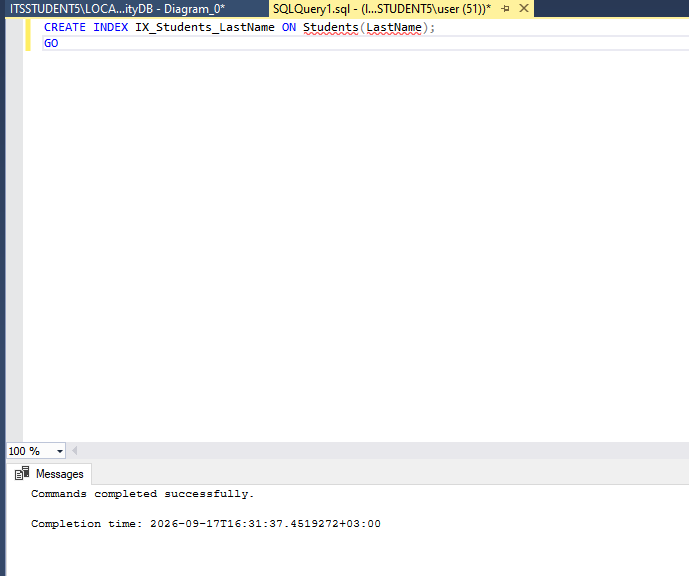 ITSSTUDENT5\LOCA...ityDB - Diagram_0*
SQLQuery1.sql - (l...STUDENT5\user (51))*
CREATE INDEX IX_Students_LastName ON Students(LastName);
GO
100 %
Messages
Commands completed successfully.
Completion time: 2026-09-17T16:31:37.4519272+03:00